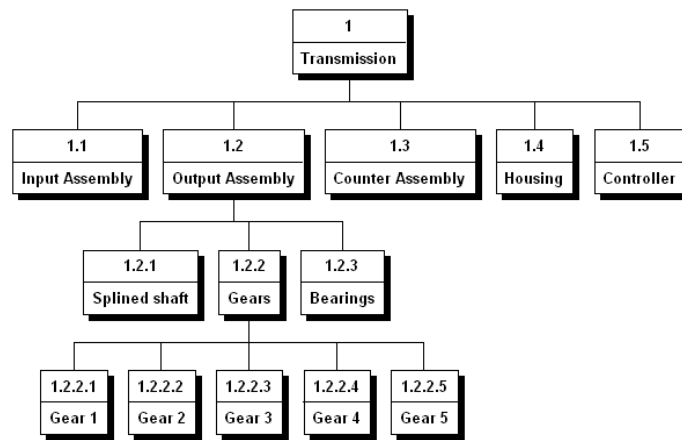 1
Transmission
1.1
Input Assembly
1.2
Output Assembly
1.3
Counter Assembly
1.4
Housing
1.5
Controller
1.2.1
Splined shaft
1.2.2
Gears
1.2.3
Bearings
1.2.2.1
Gear 1
1.2.2.2
Gear 2
1.2.2.3
Gear 3
1.2.2.4
Gear 4
1.2.2.5
Gear 5